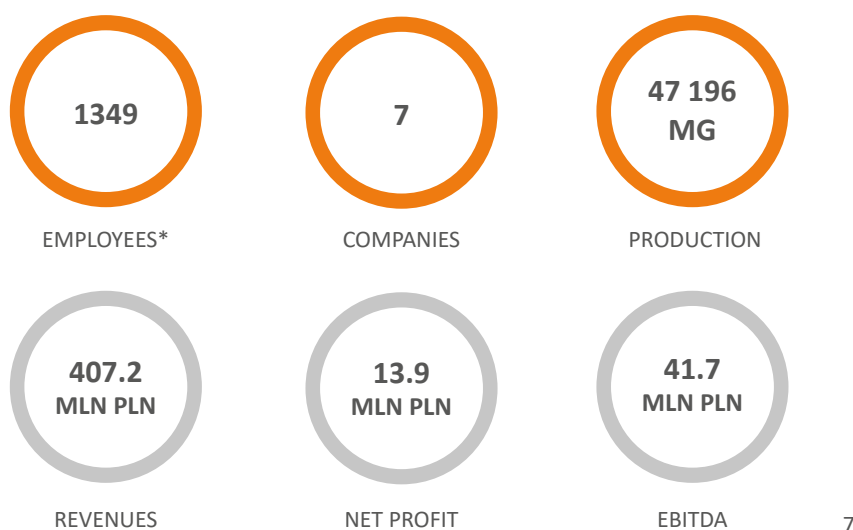 1349
7
47 196
MG
EMPLOYEES*
COMPANIES
PRODUCTION
407.2
MLN PLN
13.9
MLN PLN
41.7
MLN PLN
REVENUES
NET PROFIT
EBITDA
7